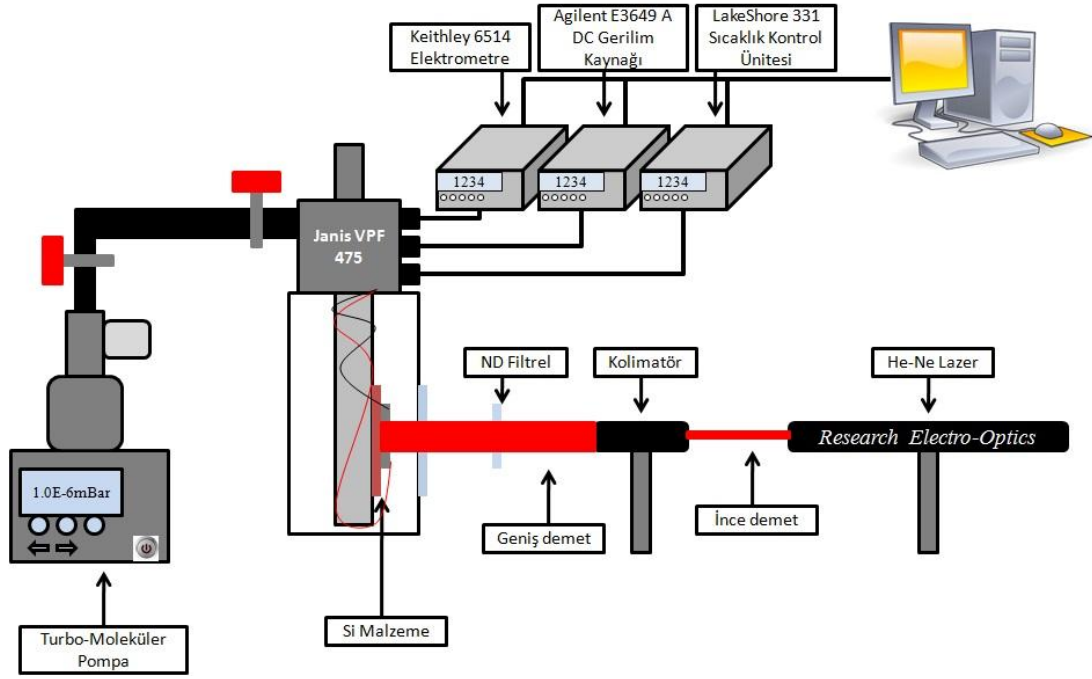 Keithley 6514
Elektrometre
Agilent E3649 A
DC Gerilim
Kaynağı
LakeShore 331
Sıcaklık Kontrol
Ünitesi
1234
1234
1234
Janis VPF
475
ND Filtrel
Kolimatör
He-Ne Lazer
Research Electro-Optics
1.0E-6mBar
Geniş demet
İnce demet
Si Malzeme
Turbo-Moleküler
Pompa